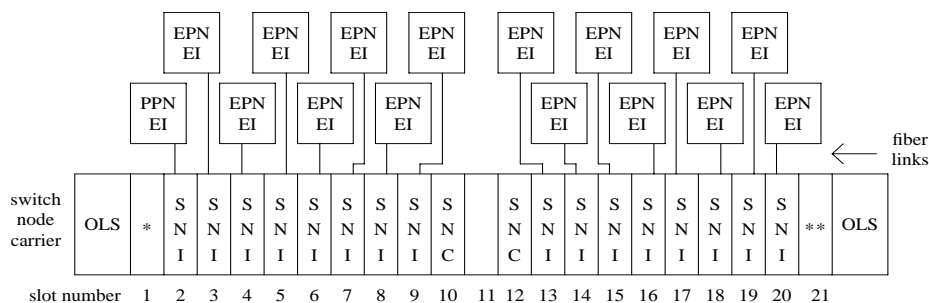 EPN EPN EPN EPN EPN EPN EPN EPN
EI EI EI EI EI EI EI EI
PPN EPN EPN EPN EPN EPN EPN EPN
EI EI EI EI EI EI EI EI
fiber
links
switch
node
carrier
OLS
*
S S S S S S S S S S S S S S S S S S
N N N N N N N N N N N N N N N N N N
I I I I I I I I C C I I I I I I I I
**
OLS
slot number 1 2 3 4 5 6 7 8 9 10 11 12 13 14 15 16 17 18 19 20 21